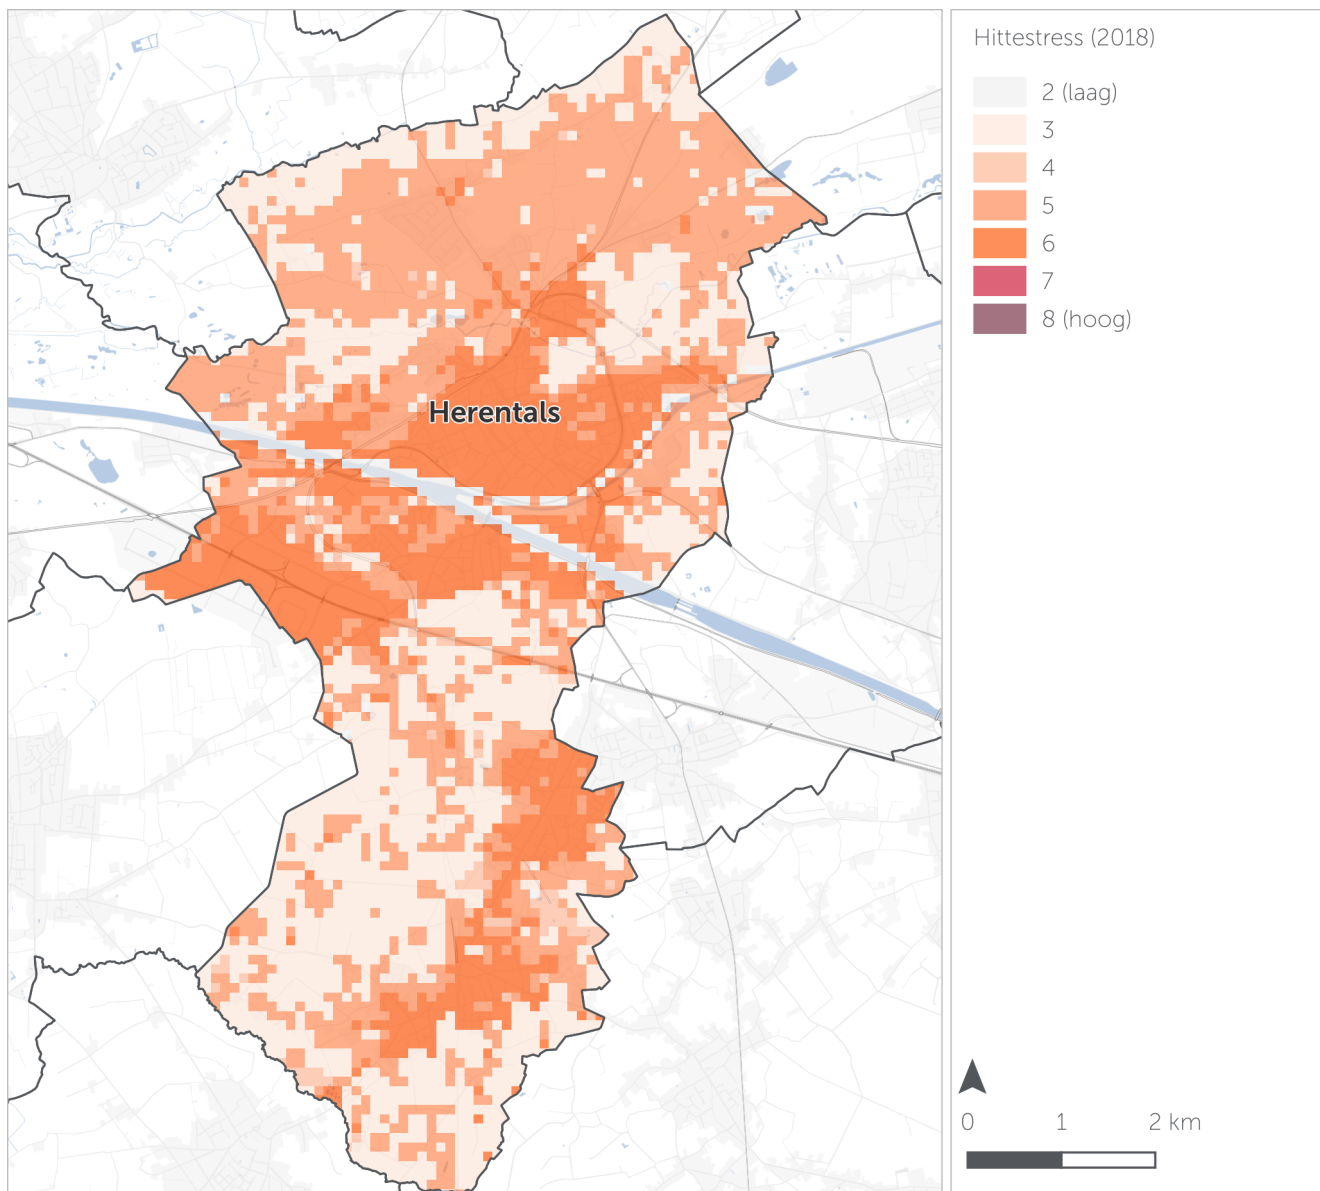 Hittestress (2018)
2 (laag)
3
4
5
6
7
8 (hoog)
Herentals
0 1 2 km